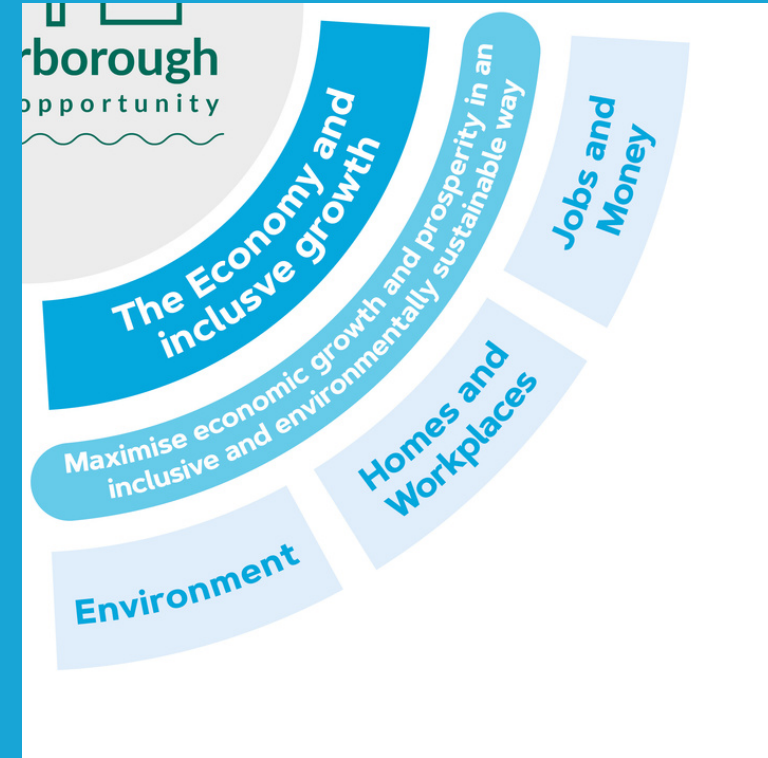 rborough
opportunity
The Economy and
inclusve growth
Maximise economic growth and prosperity in an
inclusive and environmentally sustainable way
Jobs and
Money
Homes and
Workplaces
Environment